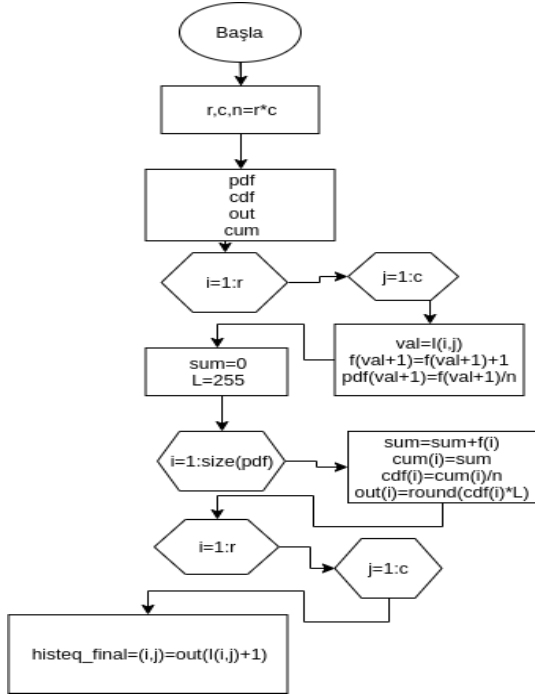 Başla
r,c,n=r*c
pdf
cdf
out
cum
i=1:r
j=1:c
val=I(i,j)
f(val+1)=f(val+1)+1
pdf(val+1)=f(val+1)/n
sum=0
L=255
i=1:size(pdf)
sum=sum+f(i)
cum(i)=sum
cdf(i)=cum(i)/n
out(i)=round(cdf(i)*L)
i=1:r
j=1:c
histeq_final=(i,j)=out(I(i,j)+1)